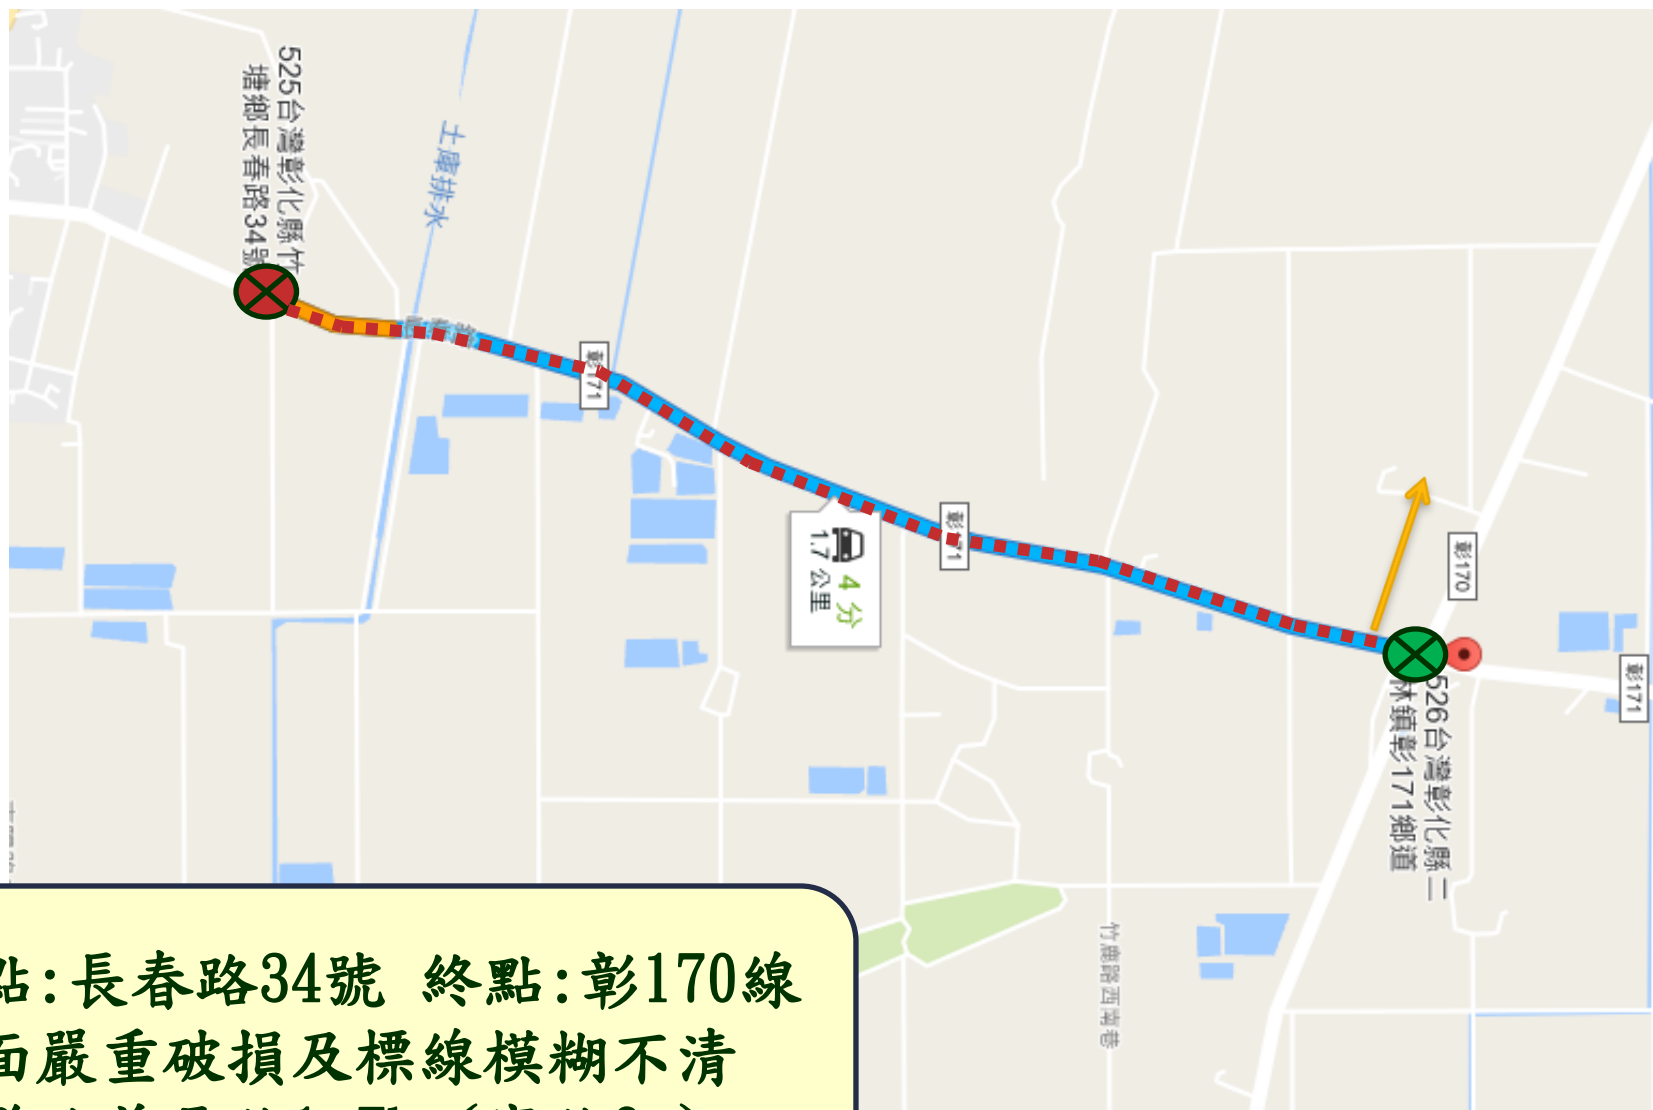 525台灣彰化縣竹
塘鄉長春路34號
土庫排水
彰171
彰171
1.7 公里
4 分
彰170
彰171
526台灣彰化縣二
林鎮彰171鄉道
竹鹿路西南巷
點:長春路34號 終點:彰170線
面嚴重破損及標線模糊不清